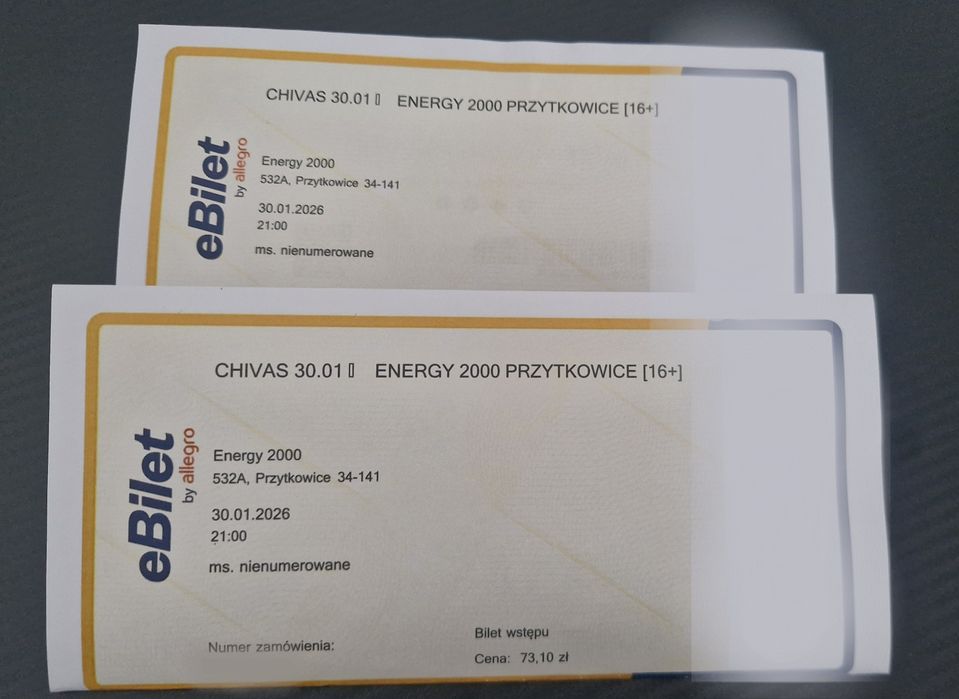 CHIVAS 30.01▯ ENERGY 2000 PRZYTKOWICE [16+]
eBilet
by allegro
Energy 2000
532A, Przytkowice 34-141
30.01.2026
21:00
ms. nienumerowane
CHIVAS 30.01▯ ENERGY 2000 PRZYTKOWICE [16+]
eBilet
by allegro
Energy 2000
532A, Przytkowice 34-141
30.01.2026
21:00
ms. nienumerowane
Numer zamówienia:
Bilet wstępu
Cena: 73,10 zł